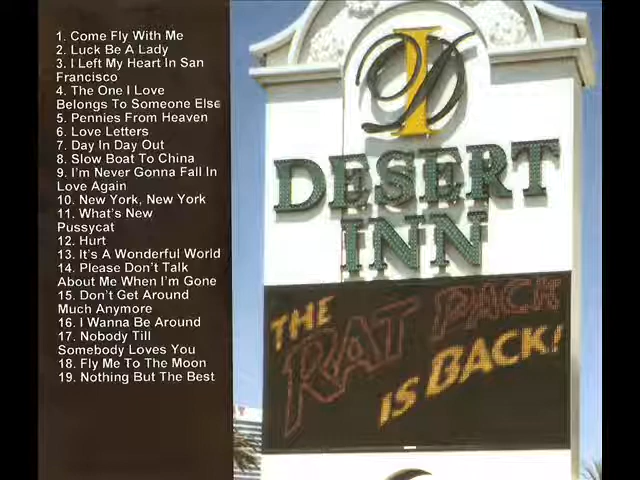 1. Come Fly With Me
2. Luck Be A Lady
3. I Left My Heart In San
Francisco
4. The One I Love
Belongs To Someone Else
5. Pennies From Heaven
6. Love Letters
7. Day In Day Out
8. Slow Boat To China
9. I'm Never Gonna Fall In
Love Again
10. New York, New York
11. What's New
Pussycat
12. Hurt
13. It's A Wonderful World
14. Please Don't Talk
About Me When I'm Gone
15. Don't Get Around
Much Anymore
16. I Wanna Be Around
17. Nobody Till
Somebody Loves You
18. Fly Me To The Moon
19. Nothing But The Best
DI
DESERT
INN
THE
RAT PACK
IS BACK!